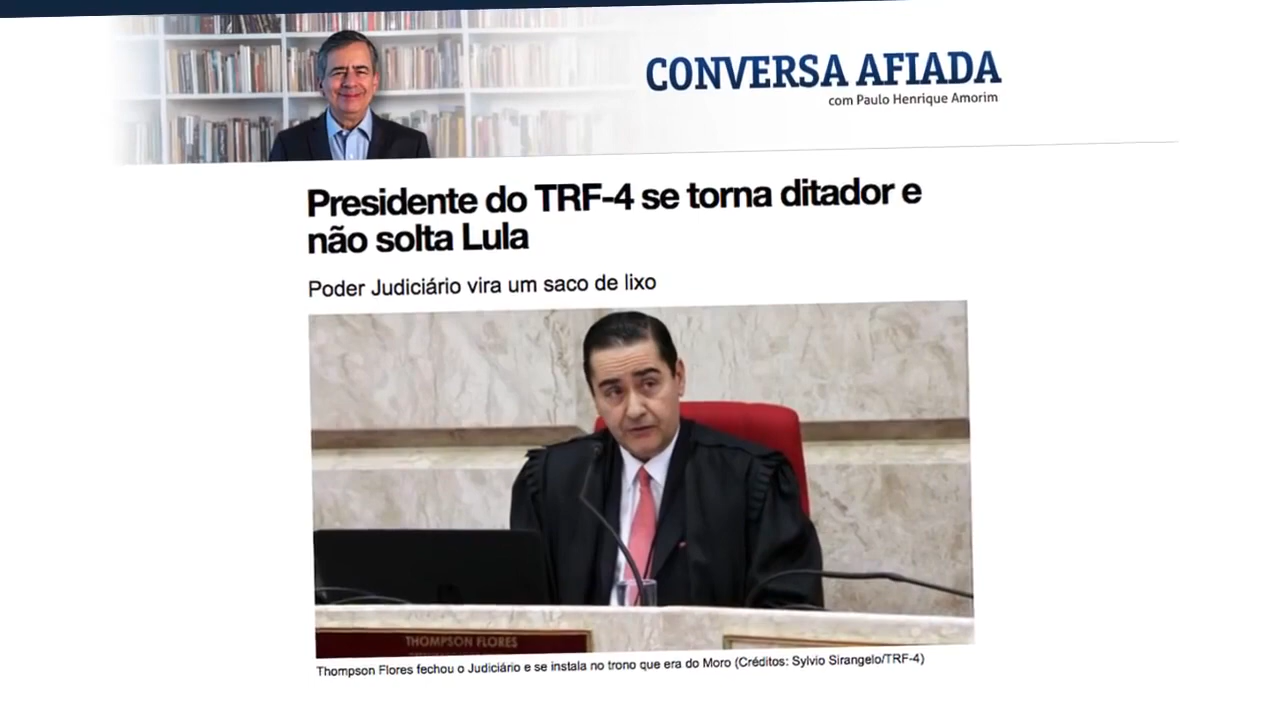 CONVERSA AFIADA
com Paulo Henrique Amorim
Presidente do TRF-4 se torna ditador e
não solta Lula
Poder Judiciário vira um saco de lixo
THOMPSON FLORES
Thompson Flores fechou o Judiciário e se instala no trono que era do Moro (Créditos: Sylvio Sirangelo/TRF-4)